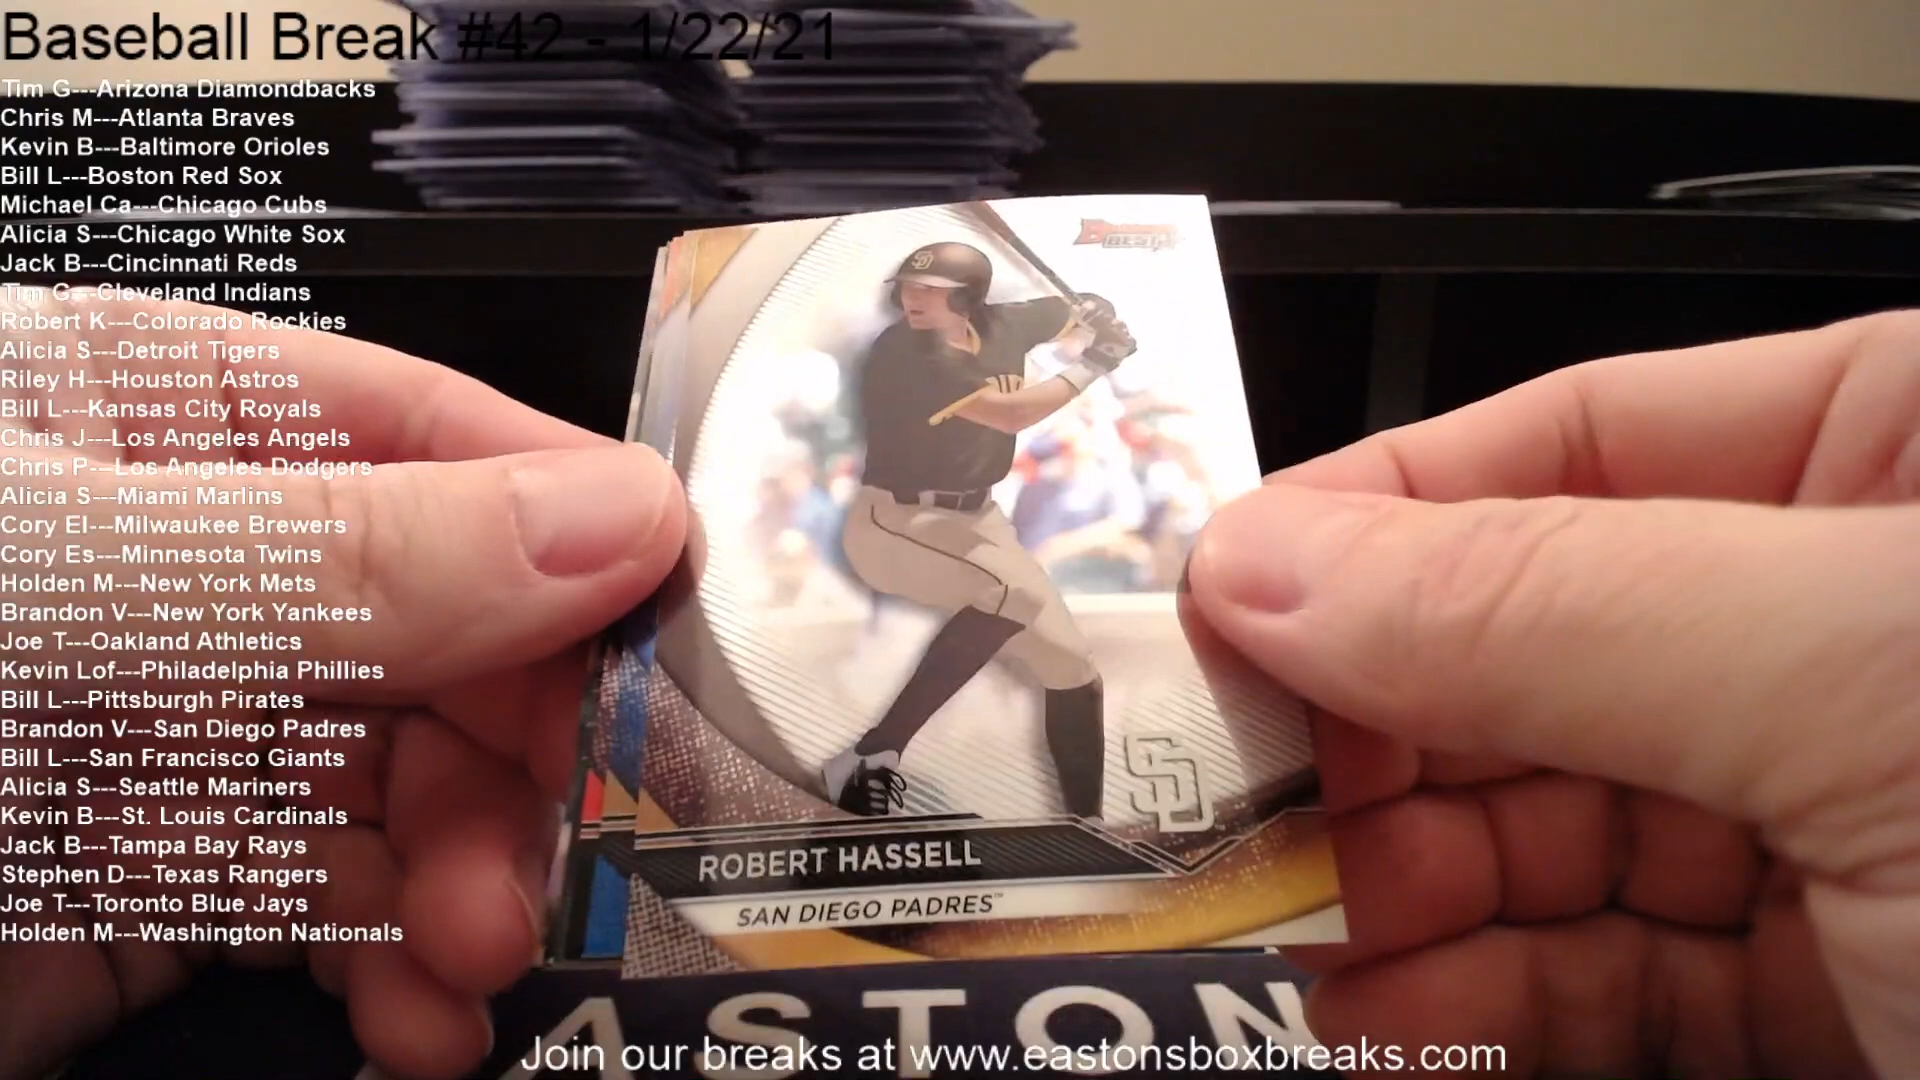 Baseball Break #42 - 1/22/21
Tim G---Arizona Diamondbacks
Chris M---Atlanta Braves
Kevin B---Baltimore Orioles
Bill L---Boston Red Sox
Michael Ca---Chicago Cubs
Alicia S---Chicago White Sox
Jack B---Cincinnati Reds
Tim G---Cleveland Indians
Robert K---Colorado Rockies
Alicia S---Detroit Tigers
Riley H---Houston Astros
Bill L---Kansas City Royals
Chris J---Los Angeles Angels
Chris P---Los Angeles Dodgers
Alicia S---Miami Marlins
Cory El---Milwaukee Brewers
Cory Es---Minnesota Twins
Holden M---New York Mets
Brandon V---New York Yankees
Joe T---Oakland Athletics
Kevin Lof---Philadelphia Phillies
Bill L---Pittsburgh Pirates
Brandon V---San Diego Padres
Bill L---San Francisco Giants
Alicia S---Seattle Mariners
Kevin B---St. Louis Cardinals
Jack B---Tampa Bay Rays
Stephen D---Texas Rangers
Joe T---Toronto Blue Jays
Holden M---Washington Nationals
BEST
SD
SD
ROBERT HASSELL
SAN DIEGO PADRES™
ASTON
Join our breaks at www.eastonsboxbreaks.com